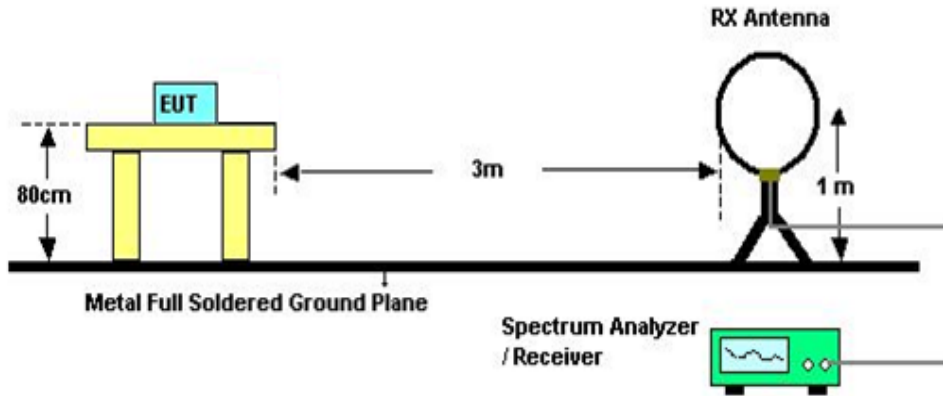 RX Antenna
EUT
80cm
3m
1 m
Metal Full Soldered Ground Plane
Spectrum Analyzer
/ Receiver